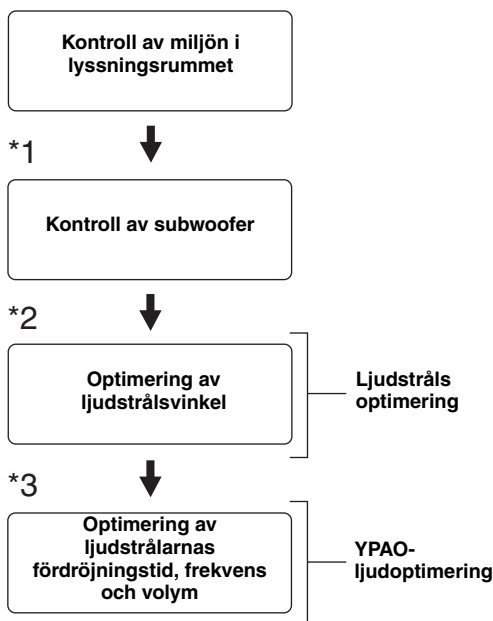 Kontroll av miljön i
lyssningsrummet
*1
Kontroll av subwoofer
*2
Optimering av
ljudstrålsvinkel
Ljudstråls
optimering
*3
Optimering av
ljudstrålarnas
fördröjningstid, frekvens
och volym
YPAO-
ljudoptimering